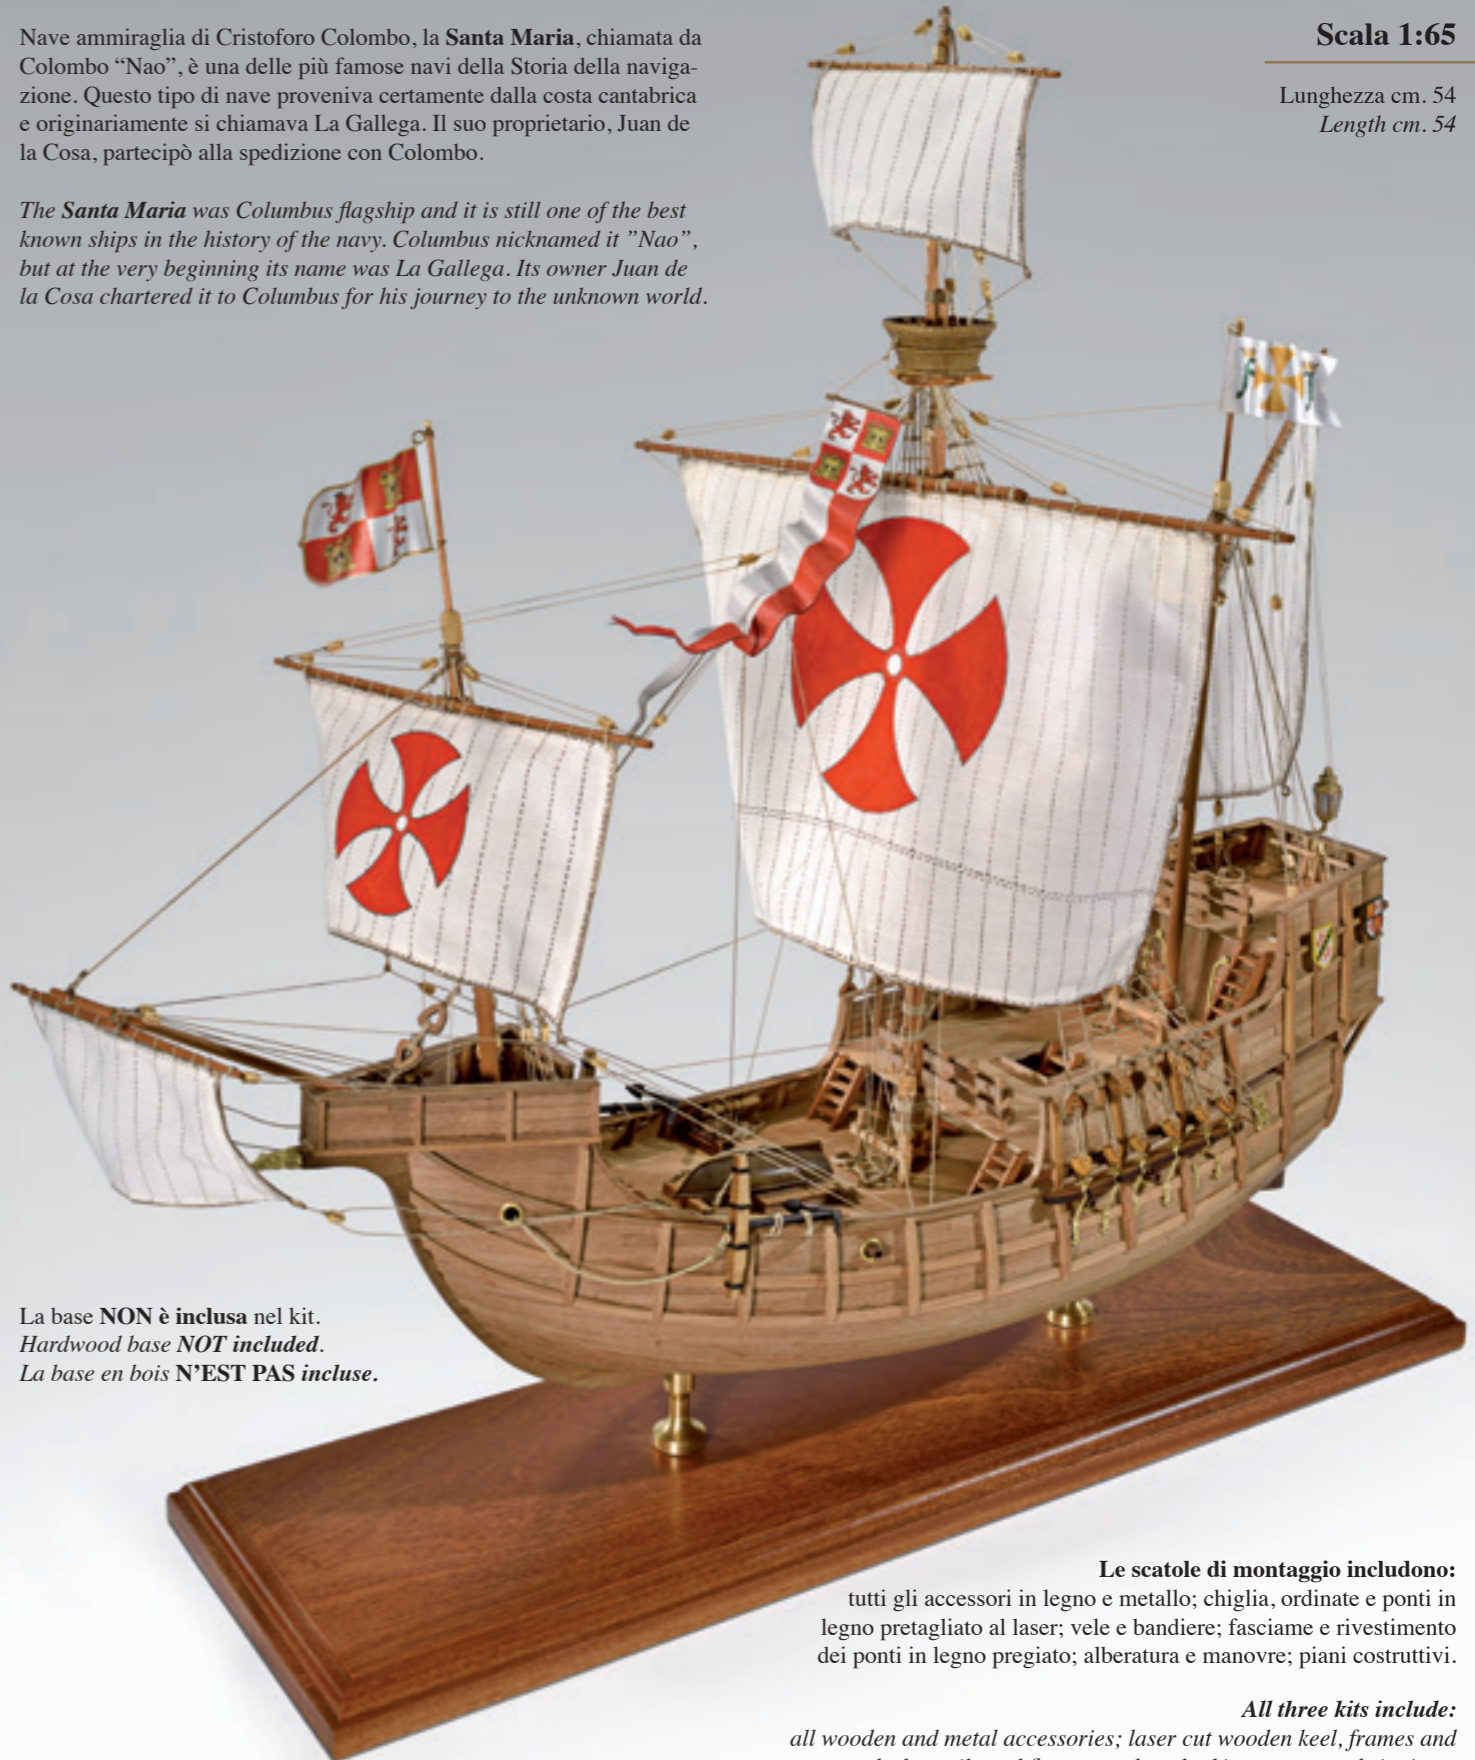 Nave ammiraglia di Cristoforo Colombo, la Santa Maria, chiamata da
Colombo “Nao”, è una delle più famose navi della Storia della naviga-
zione. Questo tipo di nave proveniva certamente dalla costa cantabrica
e originariamente si chiamava La Gallega. Il suo proprietario, Juan de
la Cosa, partecipò alla spedizione con Colombo.
The Santa Maria was Columbus flagship and it is still one of the best
known ships in the history of the navy. Columbus nicknamed it ”Nao”,
but at the very beginning its name was La Gallega. Its owner Juan de
la Cosa chartered it to Columbus for his journey to the unknown world.
Scala 1:65
Lunghezza cm. 54
Length cm. 54
La base NON è inclusa nel kit.
Hardwood base NOT included.
La base en bois N’EST PAS incluse.
Le scatole di montaggio includono:
tutti gli accessori in legno e metallo; chiglia, ordinate e ponti in
legno pretagliato al laser; vele e bandiere; fasciame e rivestimento
dei ponti in legno pregiato; alberatura e manovre; piani costruttivi.
All three kits include:
all wooden and metal accessories; laser cut wooden keel, frames and